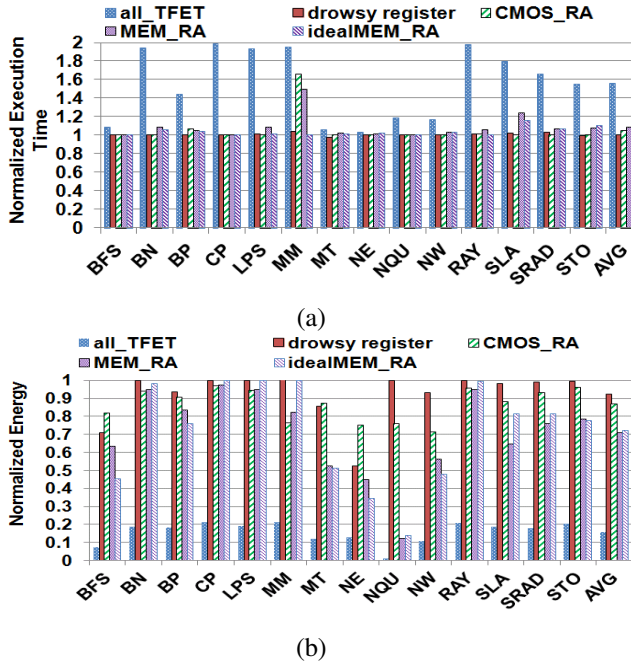 all_TFET drowsy register CMOS_RA
MEM_RA idealMEM_RA
Normalized Execution
Time
2
1.8
1.6
1.4
1.2
1
0.8
0.6
0.4
0.2
0
BFS BN BP CP LPS MM MT NE NQU NW RAY SLA SRAD STO AVG
(a)
all_TFET drowsy register CMOS_RA
MEM_RA idealMEM_RA
Normalized Energy
1
0.9
0.8
0.7
0.6
0.5
0.4
0.3
0.2
0.1
0
BFS BN BP CP LPS MM MT NE NQU NW RAY SLA SRAD STO AVG
(b)